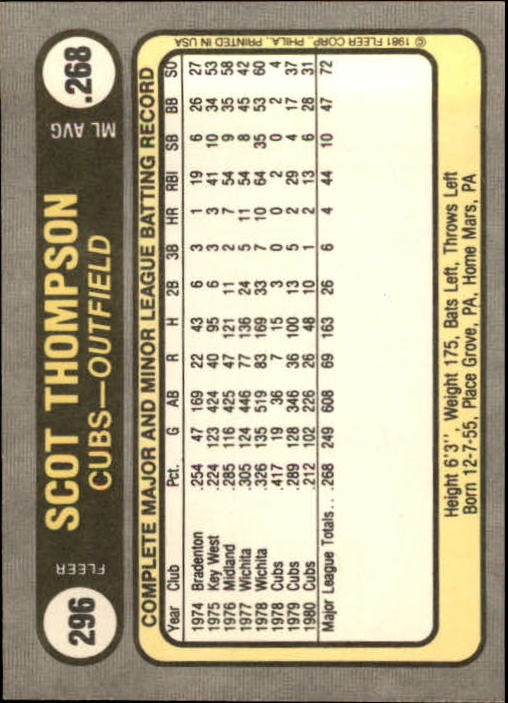 296
FLEER
SCOT THOMPSON
CUBS—OUTFIELD
ML AVG
.268
COMPLETE MAJOR AND MINOR LEAGUE BATTING RECORD
Year Club Pct. G AB R H 2B 3B HR RBI SB BB SO
1974 Bradenton .254 47 169 22 43 6 3 1 19 6 26 27
1975 Key West .224 123 424 40 95 6 3 3 41 10 34 53
1976 Midland .285 116 425 47 121 11 2 7 54 9 35 58
1977 Wichita .305 124 446 77 136 24 5 11 54 8 45 42
1978 Wichita .326 135 519 83 169 33 7 10 64 35 53 60
1978 Cubs .417 19 36 7 15 3 0 0 2 0 2 4
1979 Cubs .289 128 346 36 100 13 5 2 29 4 17 37
1980 Cubs .212 102 226 26 48 10 1 2 13 6 28 31
Major League Totals. . .268 249 608 69 163 26 6 4 44 10 47 72
© 1981 FLEER CORP., PHILA., PRINTED IN USA
Height 6'3'', Weight 175, Bats Left, Throws Left
Born 12-7-55, Place Grove, PA, Home Mars, PA